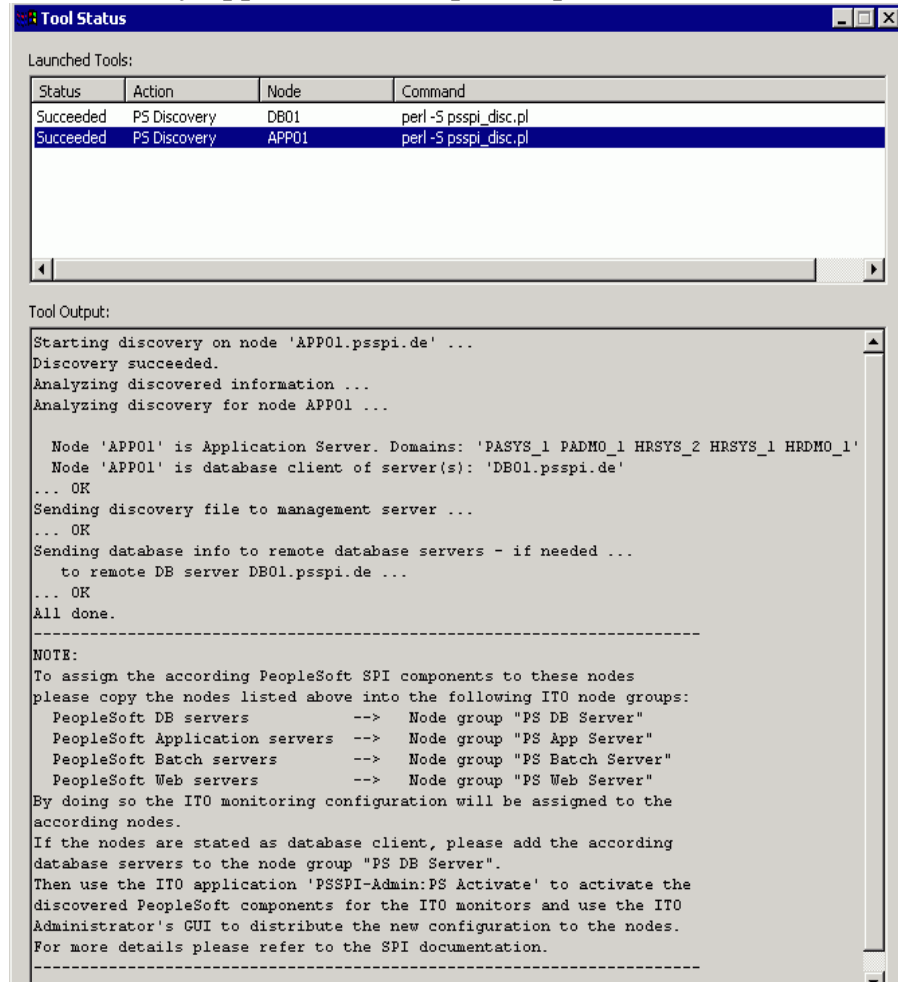 Tool Status
Launched Tools:
Status Action Node Command
Succeeded PS Discovery DB01 perl -S psspi_disc.pl
Succeeded PS Discovery APP01 perl -S psspi_disc.pl
Tool Output:
Starting discovery on node 'APP01.psspi.de' ...
Discovery succeeded.
Analyzing discovered information ...
Analyzing discovery for node APP01 ...
Node 'APP01' is Application Server. Domains: 'PASYS_1 PADMO_1 HRSYS_2 HRSYS_1 HRDMO_1'
Node 'APP01' is database client of server(s): 'DB01.psspi.de'
... OK
Sending discovery file to management server ...
... OK
Sending database info to remote database servers - if needed ...
to remote DB server DB01.psspi.de ...
... OK
All done.
-----------------------------------------------------------------------
NOTE:
To assign the according PeopleSoft SPI components to these nodes
please copy the nodes listed above into the following ITO node groups:
PeopleSoft DB servers --> Node group "PS DB Server"
PeopleSoft Application servers --> Node group "PS App Server"
PeopleSoft Batch servers --> Node group "PS Batch Server"
PeopleSoft Web servers --> Node group "PS Web Server"
By doing so the ITO monitoring configuration will be assigned to the
according nodes.
If the nodes are stated as database client, please add the according
database servers to the node group "PS DB Server".
Then use the ITO application 'PSSPI-Admin:PS Activate' to activate the
discovered PeopleSoft components for the ITO monitors and use the ITO
Administrator's GUI to distribute the new configuration to the nodes.
For more details please refer to the SPI documentation.
-----------------------------------------------------------------------